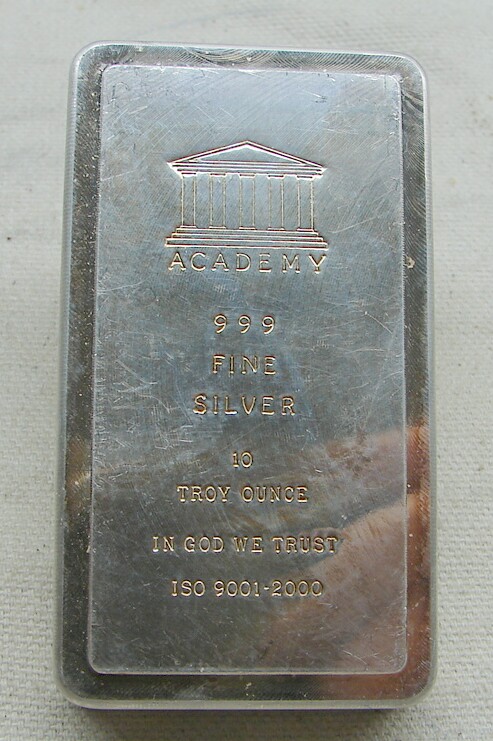 ACADEMY
999
FINE
SILVER
10
TROY OUNCE
IN GOD WE TRUST
ISO 9001-2000